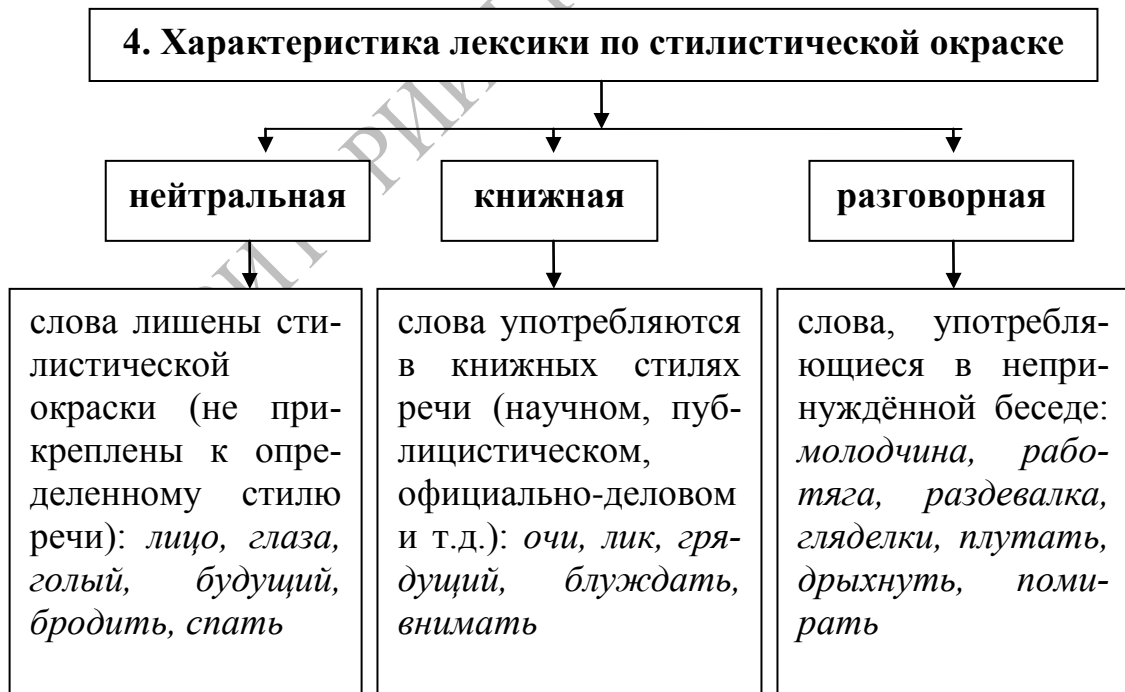 4. Характеристика лексики по стилистической окраске
нейтральная
книжная
разговорная
слова лишены сти-
листической
окраски (не при-
креплены к опре-
деленному стилю
речи): лицо, глаза,
голый, будущий,
бродить, спать
слова употребляются
в книжных стилях
речи (научном, пуб-
лицистическом,
официально-деловом
и т.д.): очи, лик, гря-
дущий, блуждать,
внимать
слова, употребля-
ющиеся в непри-
нуждённой беседе:
молодчина, рабо-
тяга, раздевалка,
гляделки, плутать,
дрыхнуть, поми-
рать